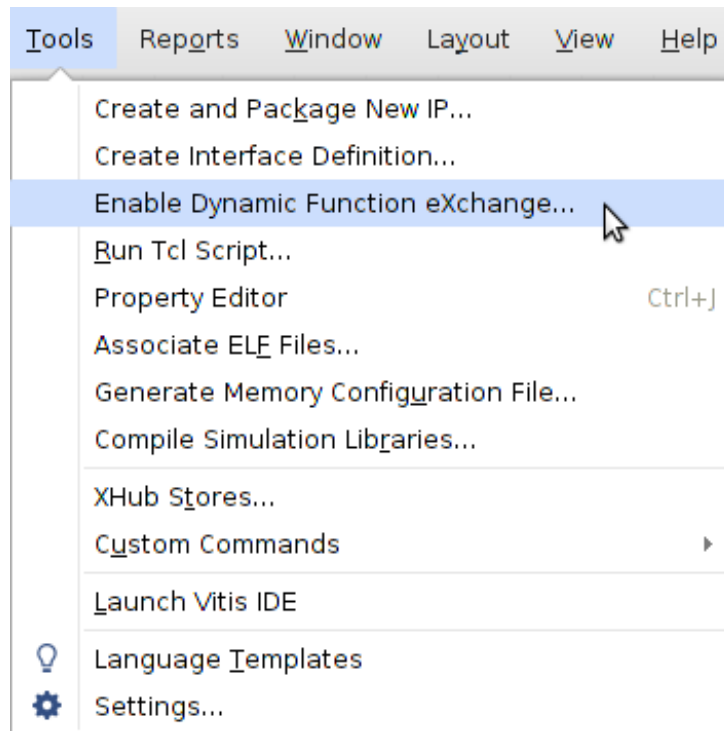 Tools Reports Window Layout View Help
Create and Package New IP...
Create Interface Definition...
Enable Dynamic Function eXchange...
Run Tcl Script...
Property Editor Ctrl+J
Associate ELF Files...
Generate Memory Configuration File...
Compile Simulation Libraries...
XHub Stores...
Custom Commands
Launch Vitis IDE
Language Templates
Settings...